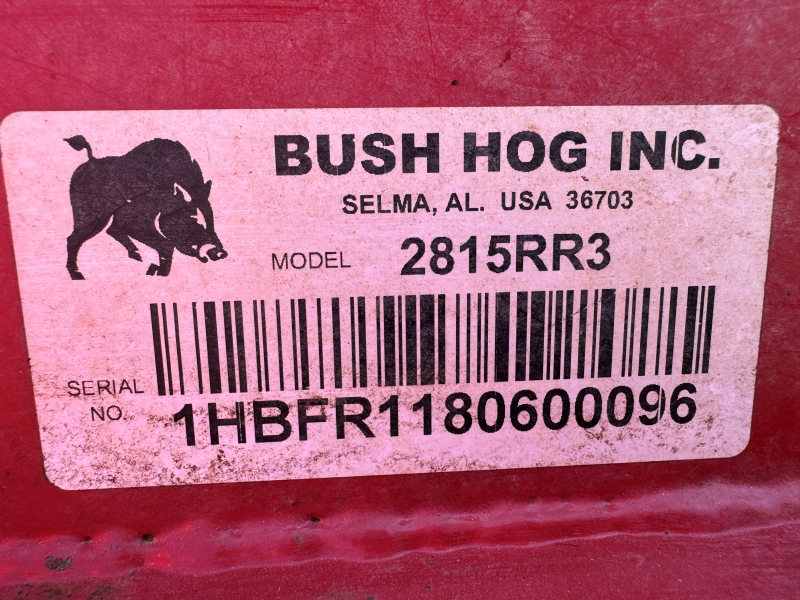 BUSH HOG INC.
SELMA, AL. USA 36703
MODEL 2815RR3
SERIAL
NO. 1HBFR1180600096